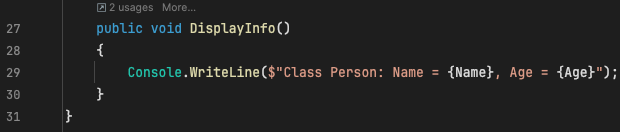 2 usages More...
27 public void DisplayInfo()
28 {
29 Console.WriteLine($"Class Person: Name = {Name}, Age = {Age}");
30 }
31 }